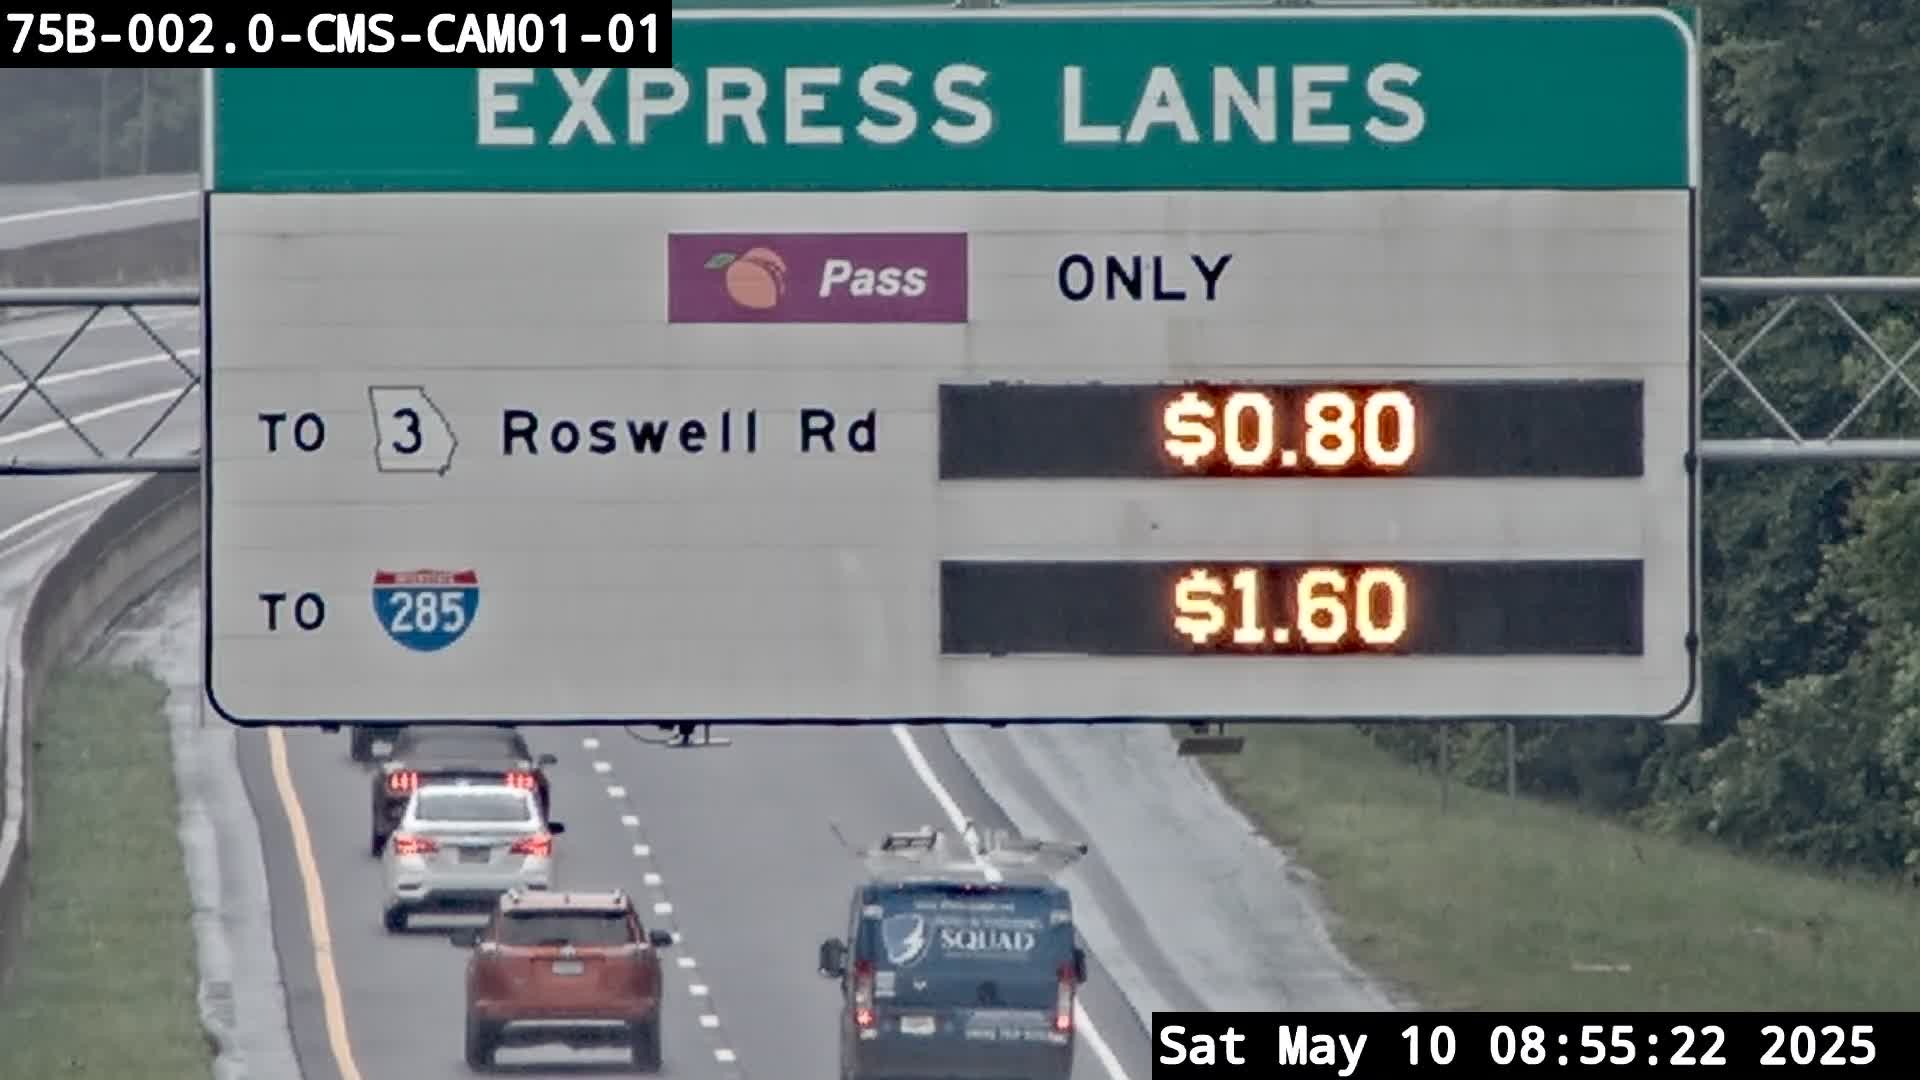 75B-002.0-CMS-CAM01-01
EXPRESS LANES
Pass ONLY
TO 3 Roswell Rd $0.80
TO 285 $1.60
SQUAD
Sat May 10 08:55:22 2025